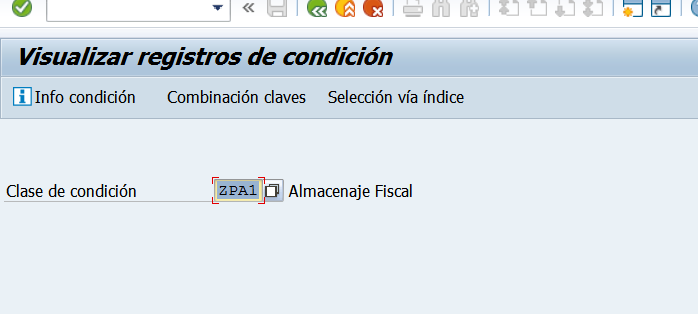 Visualizar registros de condición
Info condición Combinación claves Selección vía índice
Clase de condición ZPA1 Almacenaje Fiscal